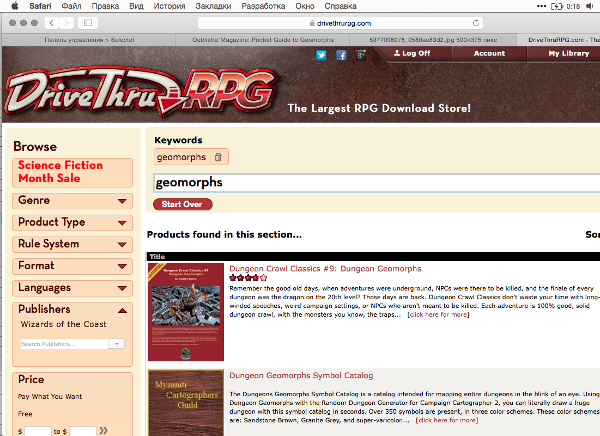 Safari Файл Правка Вид История Закладки Разработка Окно Справка 0:18
drivethrurpg.com
Панель управления > Selectel Oubliette Magazine: Pocket Guide to Geomorphs 500×375 пикс. DriveThruRPG.com - The
Log Off Account My Library
DriveThru RPG
The Largest RPG Download Store!
Browse
Science Fiction
Month Sale
Genre
Product Type
Rule System
Format
Languages
Publishers
Wizards of the Coast
Search Publishers...
Price
Pay What You Want
Free
$ to $ »
Keywords
geomorphs
geomorphs
Start Over
Products found in this section...
Title
Dungeon Crawl Classics #9: Dungeon Geomorphs
Remember the good old days, when adventures were underground, NPCs were there to be killed, and the finale of every
dungeon was the dragon on the 20th level? Those days are back. Dungeon Crawl Classics don't waste your time with long-
winded speeches, weird campaign settings, or NPCs who aren't meant to be killed. Each adventure is 100% good, solid
dungeon crawl, with the monsters you know, the traps... [click here for more]
Mysanti
Cartographers
Guild
Dungeon Geomorphs Symbol Catalog
The Dungeons Geomorphs Symbol Catalog is a catalog intended for mapping entire dungeons in the blink of an eye. Using
Dungeon Geomorphs with the Random Dungeon Generator for Campaign Cartographer 2, you can literally draw a huge
dungeon with this symbol catalog in seconds. Over 350 symbols are present, in three color schemes. These color schemes
are: Sandstone Brown, Granite Grey, and super-varicolor.... [click here for more]